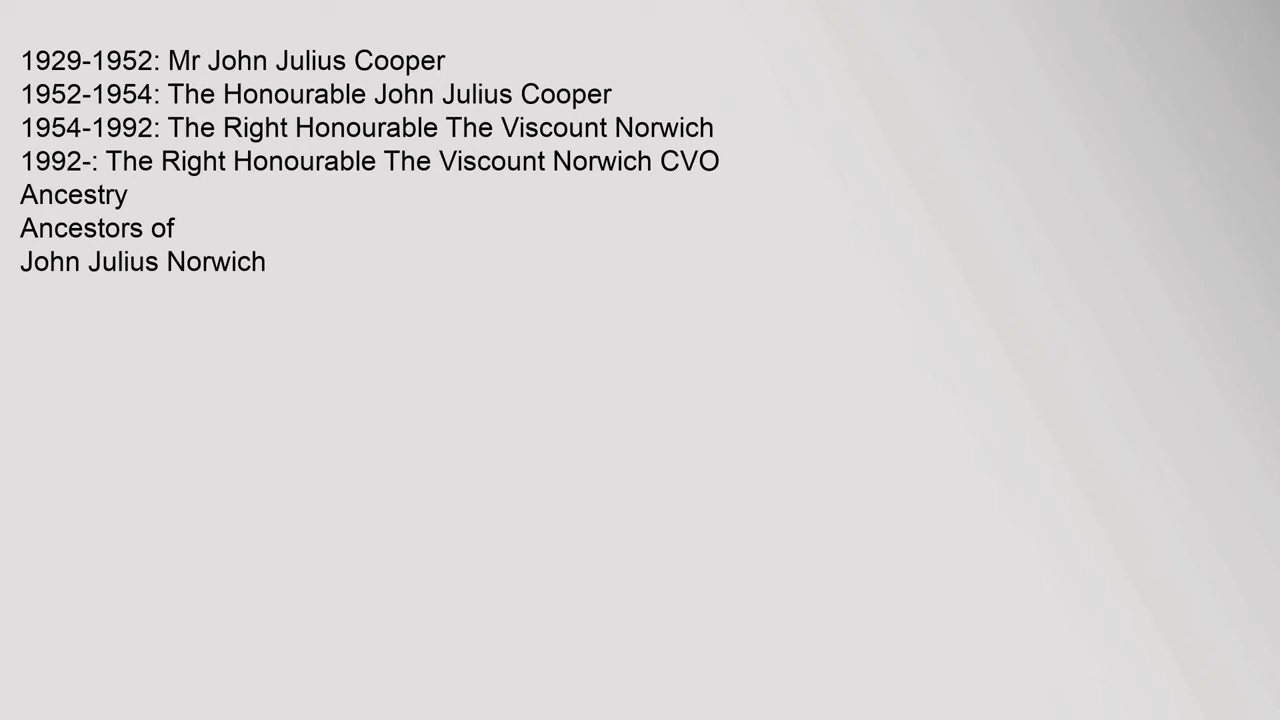 1929-1952: Mr John Julius Cooper
1952-1954: The Honourable John Julius Cooper
1954-1992: The Right Honourable The Viscount Norwich
1992-: The Right Honourable The Viscount Norwich CVO
Ancestry
Ancestors of
John Julius Norwich